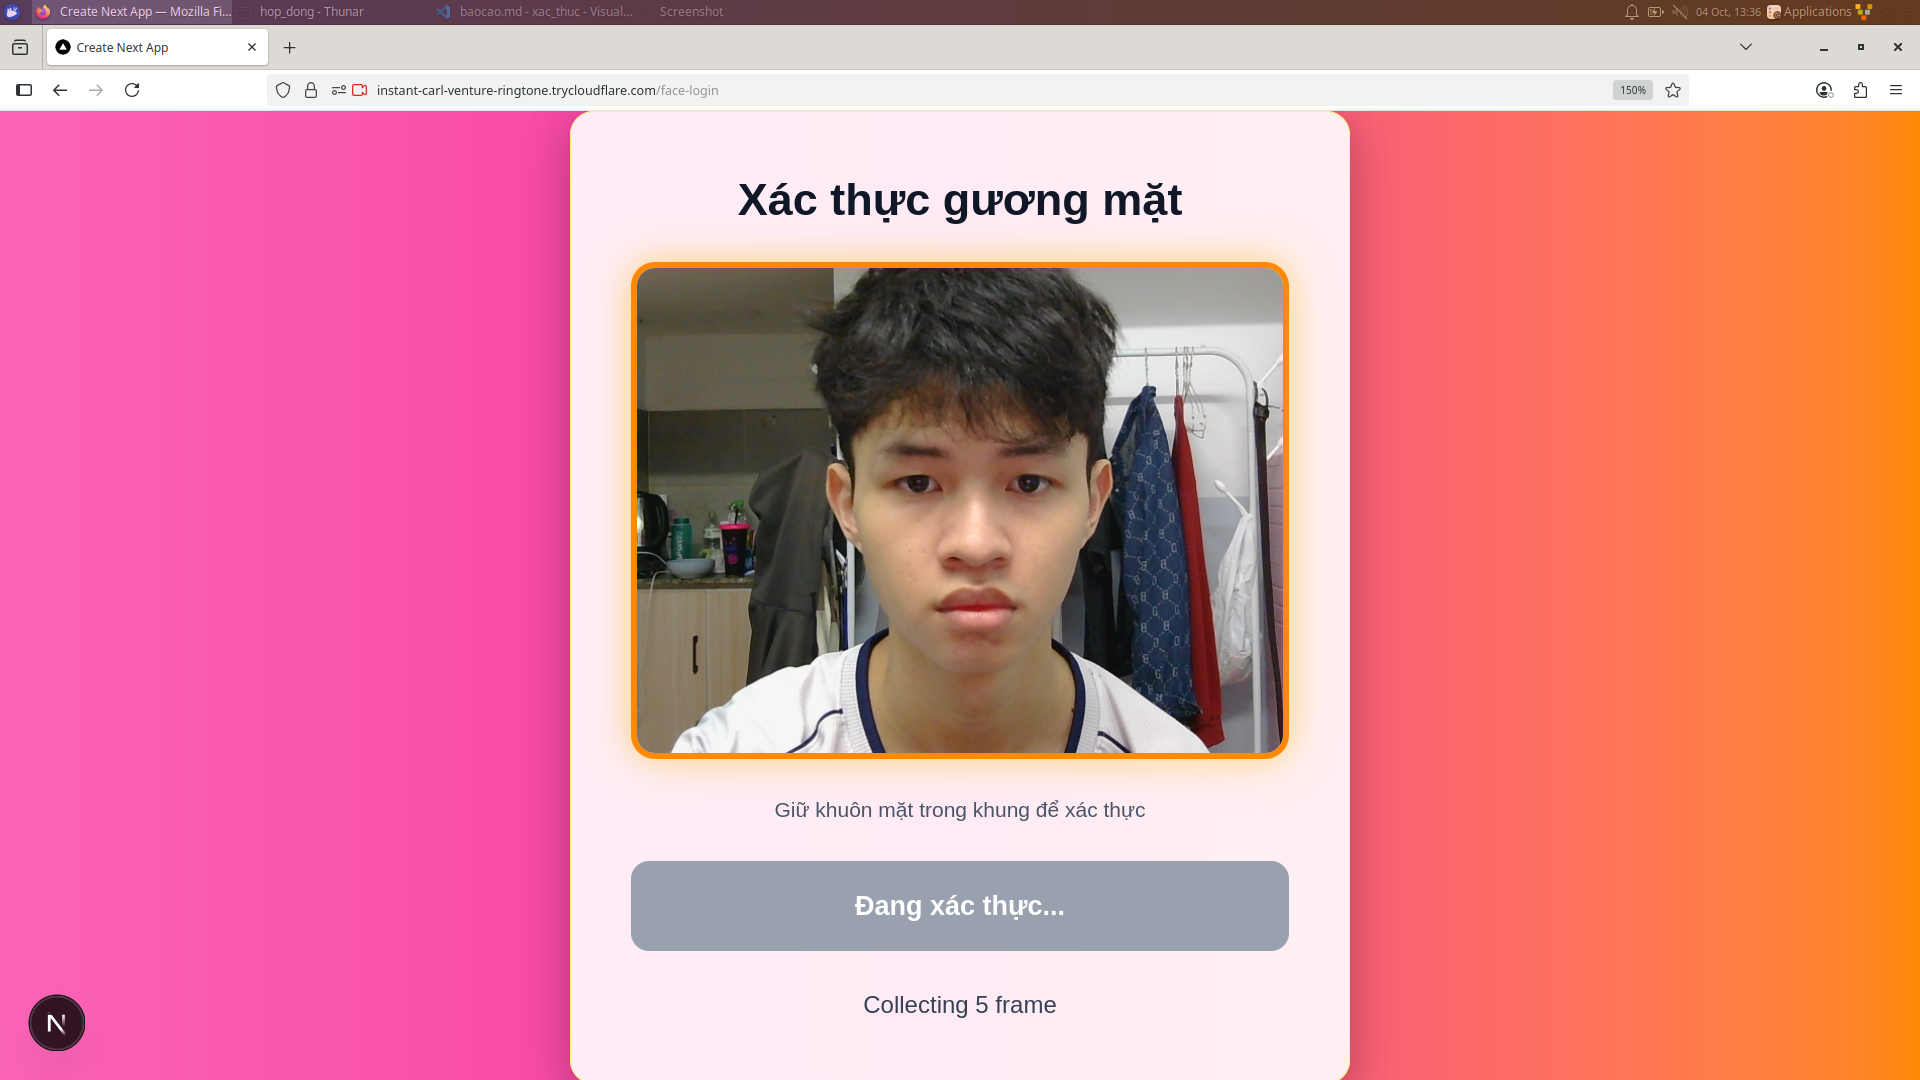 Create Next App — Mozilla Fi...
hop_dong - Thunar
baocao.md - xac_thuc - Visual...
Screenshot
04 Oct, 13:36
Applications
Create Next App
instant-carl-venture-ringtone.trycloudflare.com/face-login
150%
Xác thực gương mặt
Giữ khuôn mặt trong khung để xác thực
Đang xác thực...
Collecting 5 frame
N